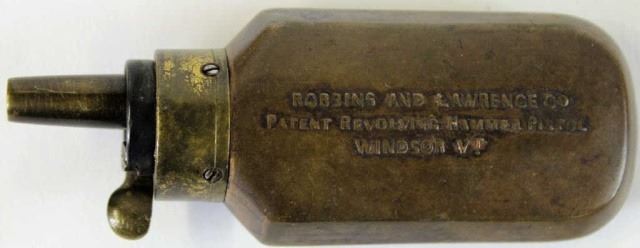 ROBBINS AND LAWRENCE CO
PATENT REVOLVING HAMMER PISTOL
WINDSOR VT